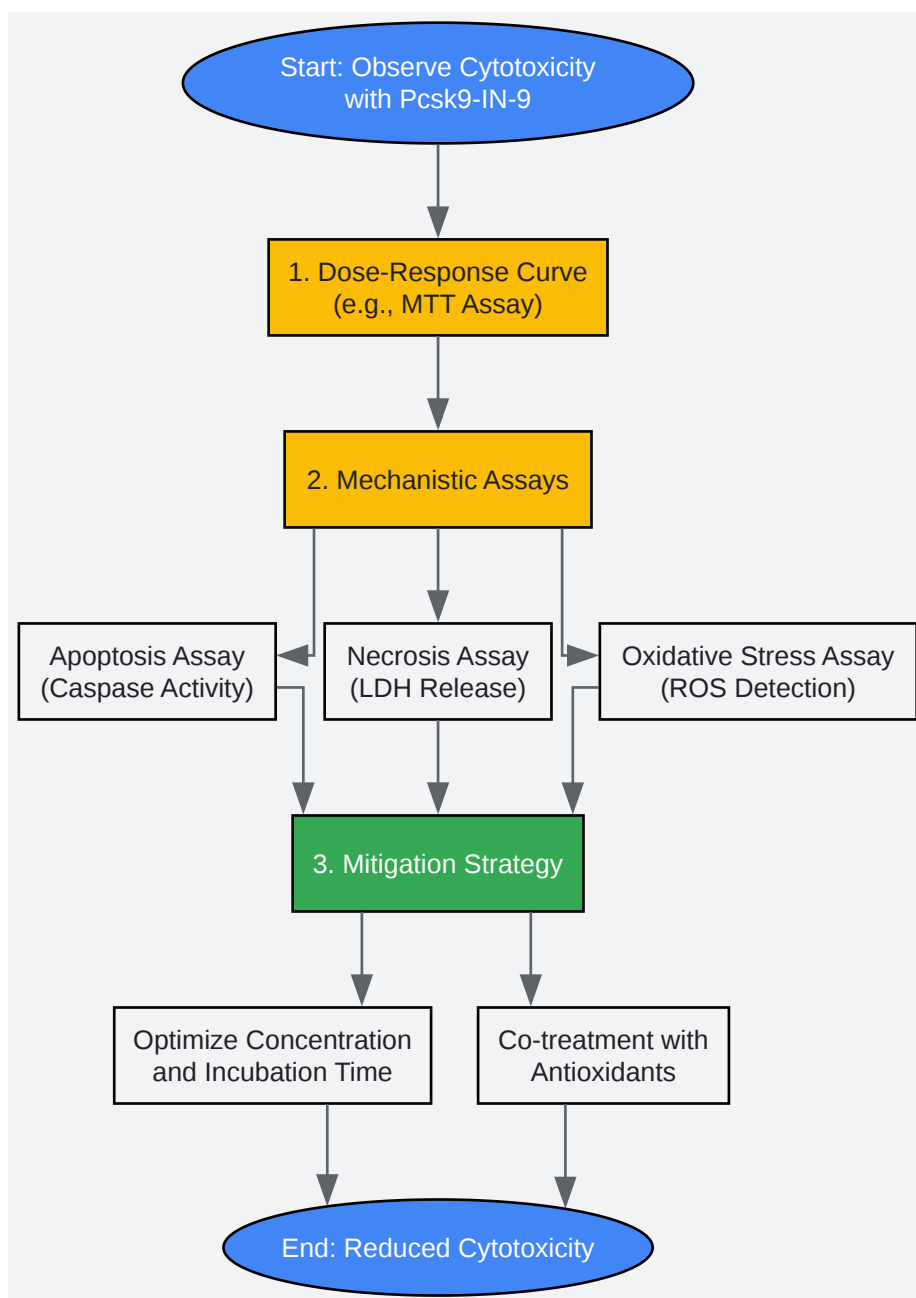 Start: Observe Cytotoxicity
with Pcsk9-IN-9
1. Dose-Response Curve
(e.g., MTT Assay)
2. Mechanistic Assays
Apoptosis Assay
(Caspase Activity)
Necrosis Assay
(LDH Release)
Oxidative Stress Assay
(ROS Detection)
3. Mitigation Strategy
Optimize Concentration
and Incubation Time
Co-treatment with
Antioxidants
End: Reduced Cytotoxicity